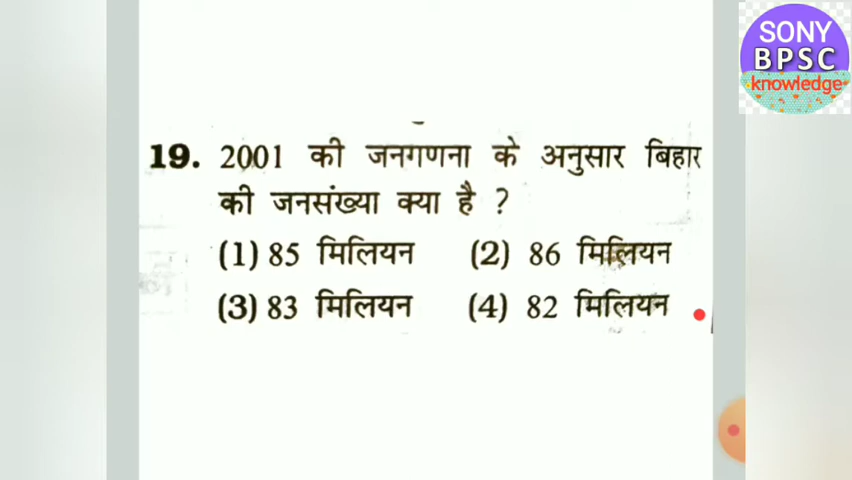 SONY
BPSC
knowledge
19. 2001 की जनगणना के अनुसार बिहार
की जनसंख्या क्या है ?
(1) 85 मिलियन (2) 86 मिलियन
(3) 83 मिलियन (4) 82 मिलियन